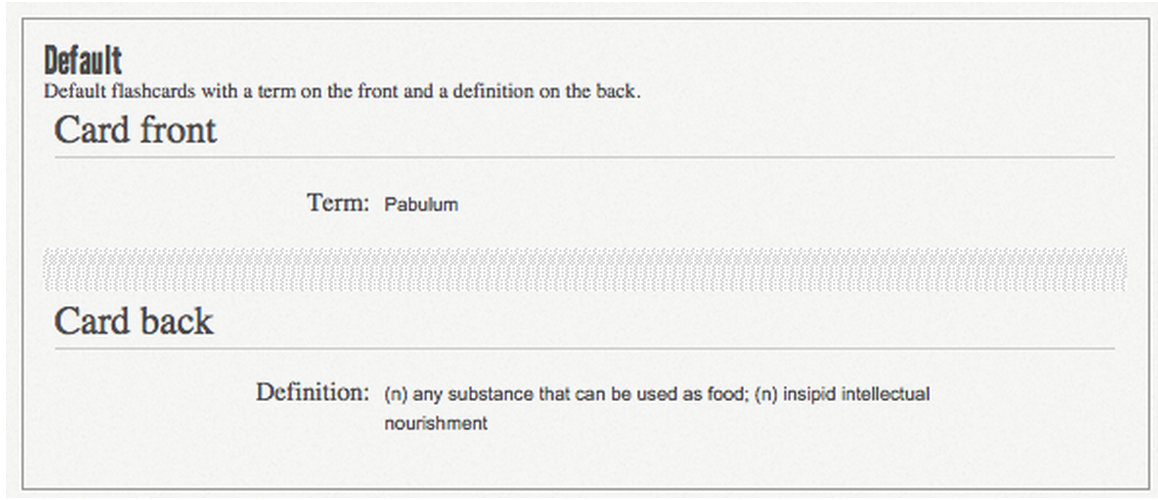 Default
Default flashcards with a term on the front and a definition on the back.
Card front
Term: Pabulum
Card back
Definition: (n) any substance that can be used as food; (n) insipid intellectual
nourishment